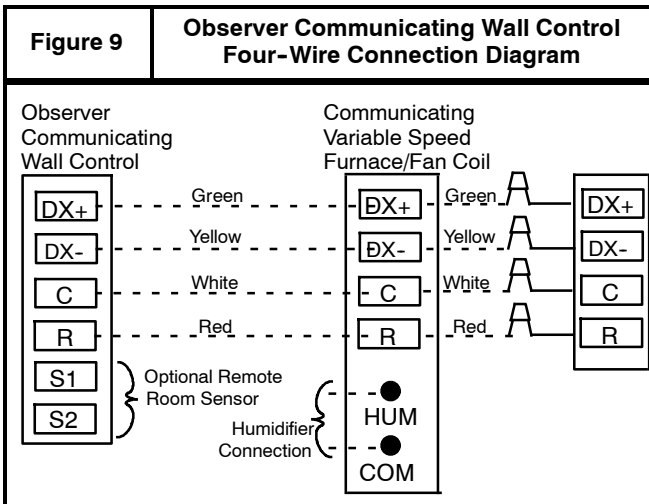 Figure 9
Observer Communicating Wall Control
Four-Wire Connection Diagram
Observer
Communicating
Wall Control
Communicating
Variable Speed
Furnace/Fan Coil
DX+
Green
DX+
Green
DX+
DX-
Yellow
DX-
Yellow
DX-
C
White
C
White
C
R
Red
R
Red
R
S1
S2
Optional Remote
Room Sensor
Humidifier
Connection
HUM
COM